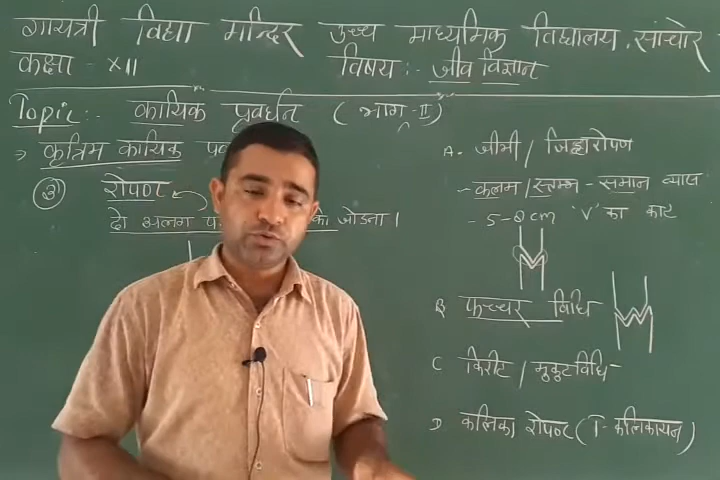 गायत्री विद्या मन्दिर उच्च माध्यमिक विद्यालय, सांचोर
कक्षा - XII विषय :- जीव विज्ञान
Topic :- कायिक प्रवर्धन ( भाग - II )
→ कृत्रिम कायिक
③ रोपण
दो अलग को जोडना।
A. जीभी / जिह्वारोपण
- कलम / स्तम्भ - समान व्यास
- 5-8 cm 'V' का काट
B फच्चर विधि
C किरीट / मुकुट विधि -
D कलिका रोपण (T- कलिकायन)